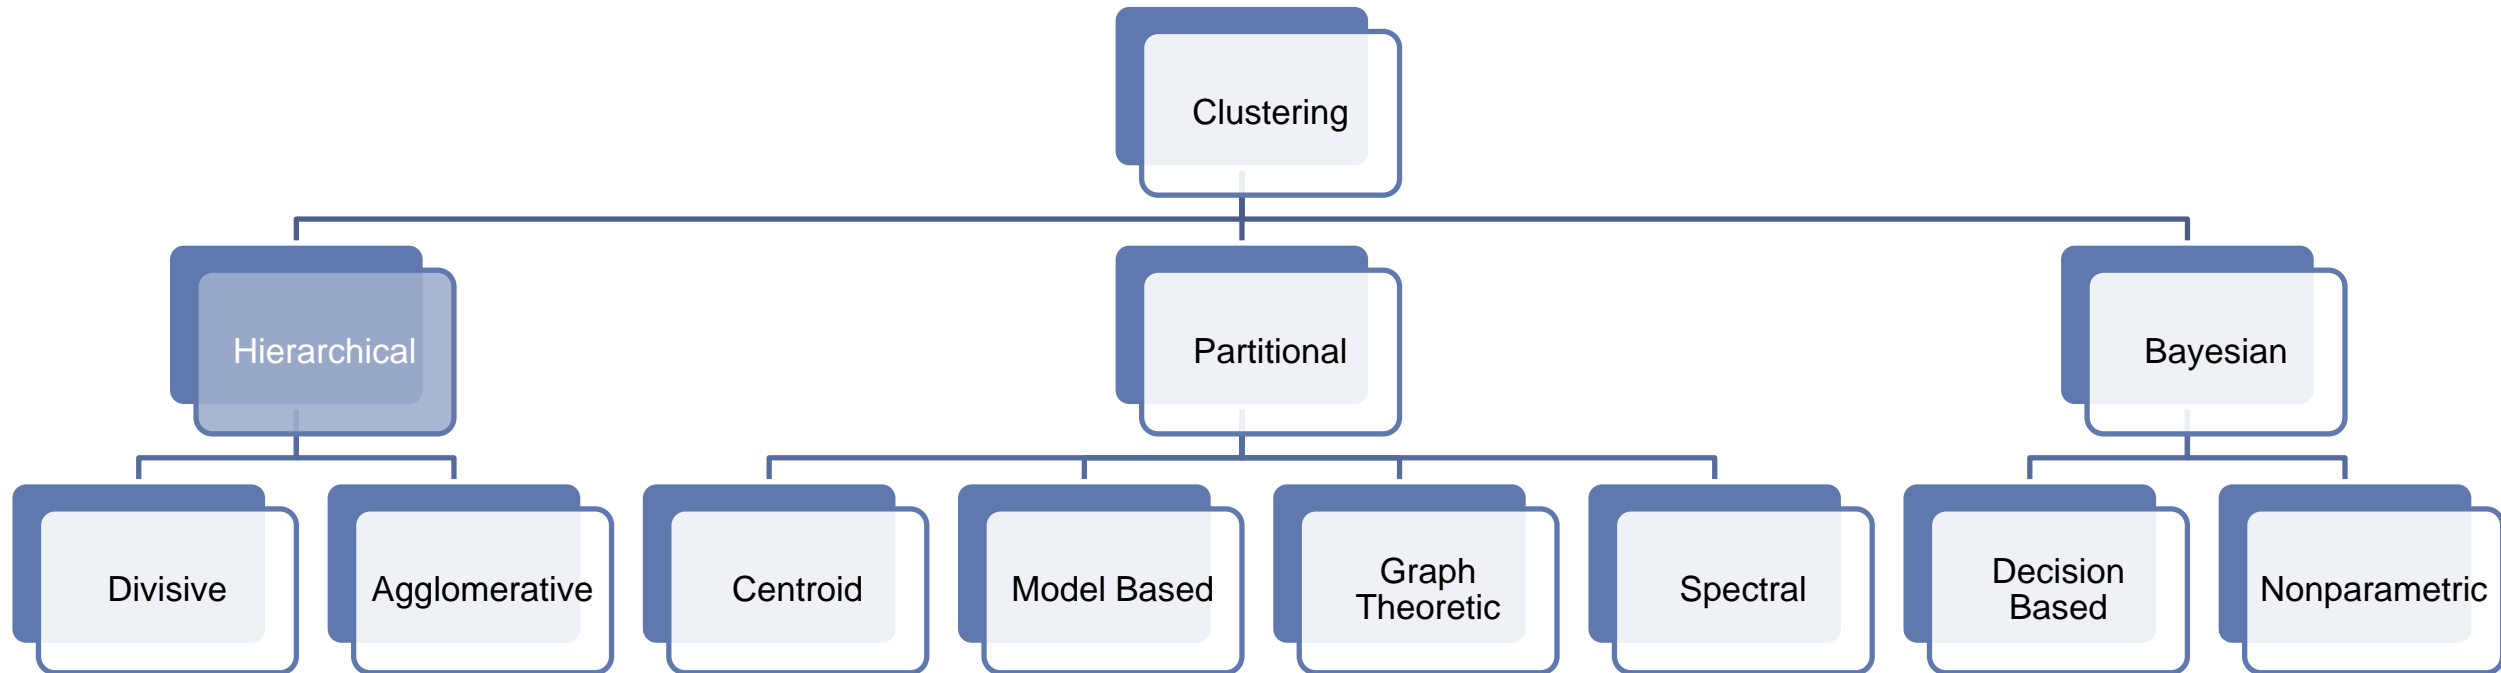 Clustering
Hierarchical
Partitional
Bayesian
Divisive
Agglomerative
Centroid
Model Based
Graph
Theoretic
Spectral
Decision
Based
Nonparametric